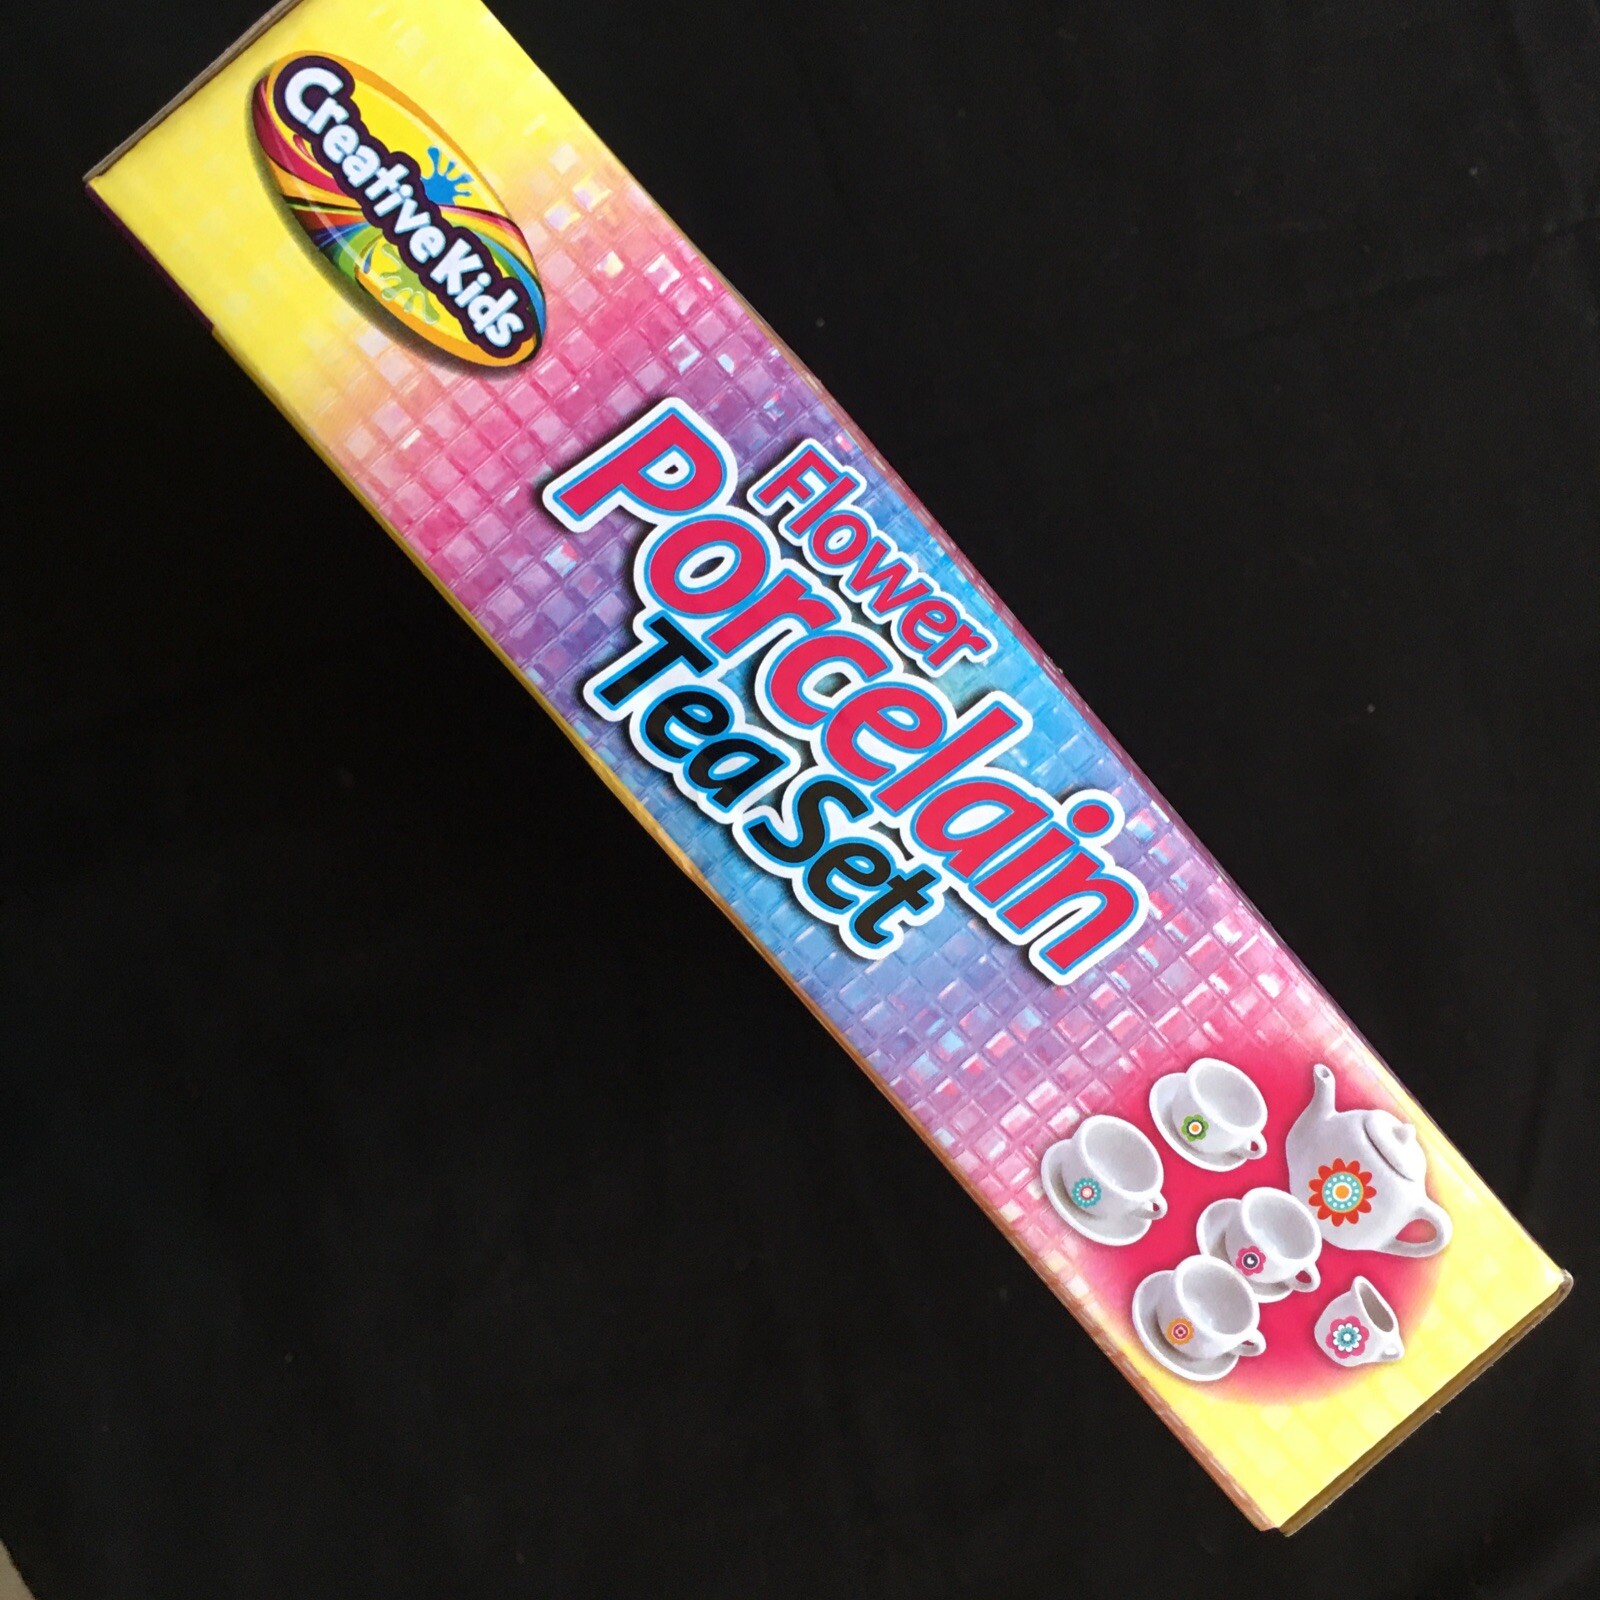 Creative Kids
Flower
Porcelain
Tea Set